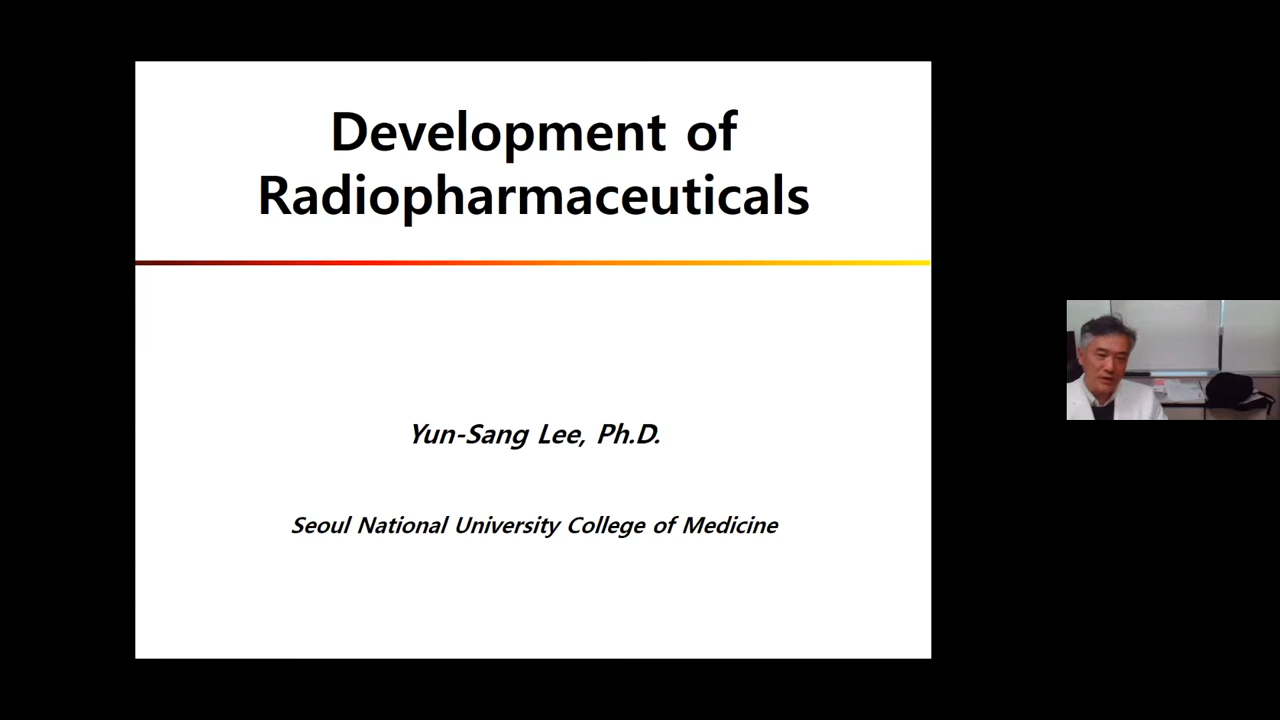 Development of
Radiopharmaceuticals
Yun-Sang Lee, Ph.D.
Seoul National University College of Medicine